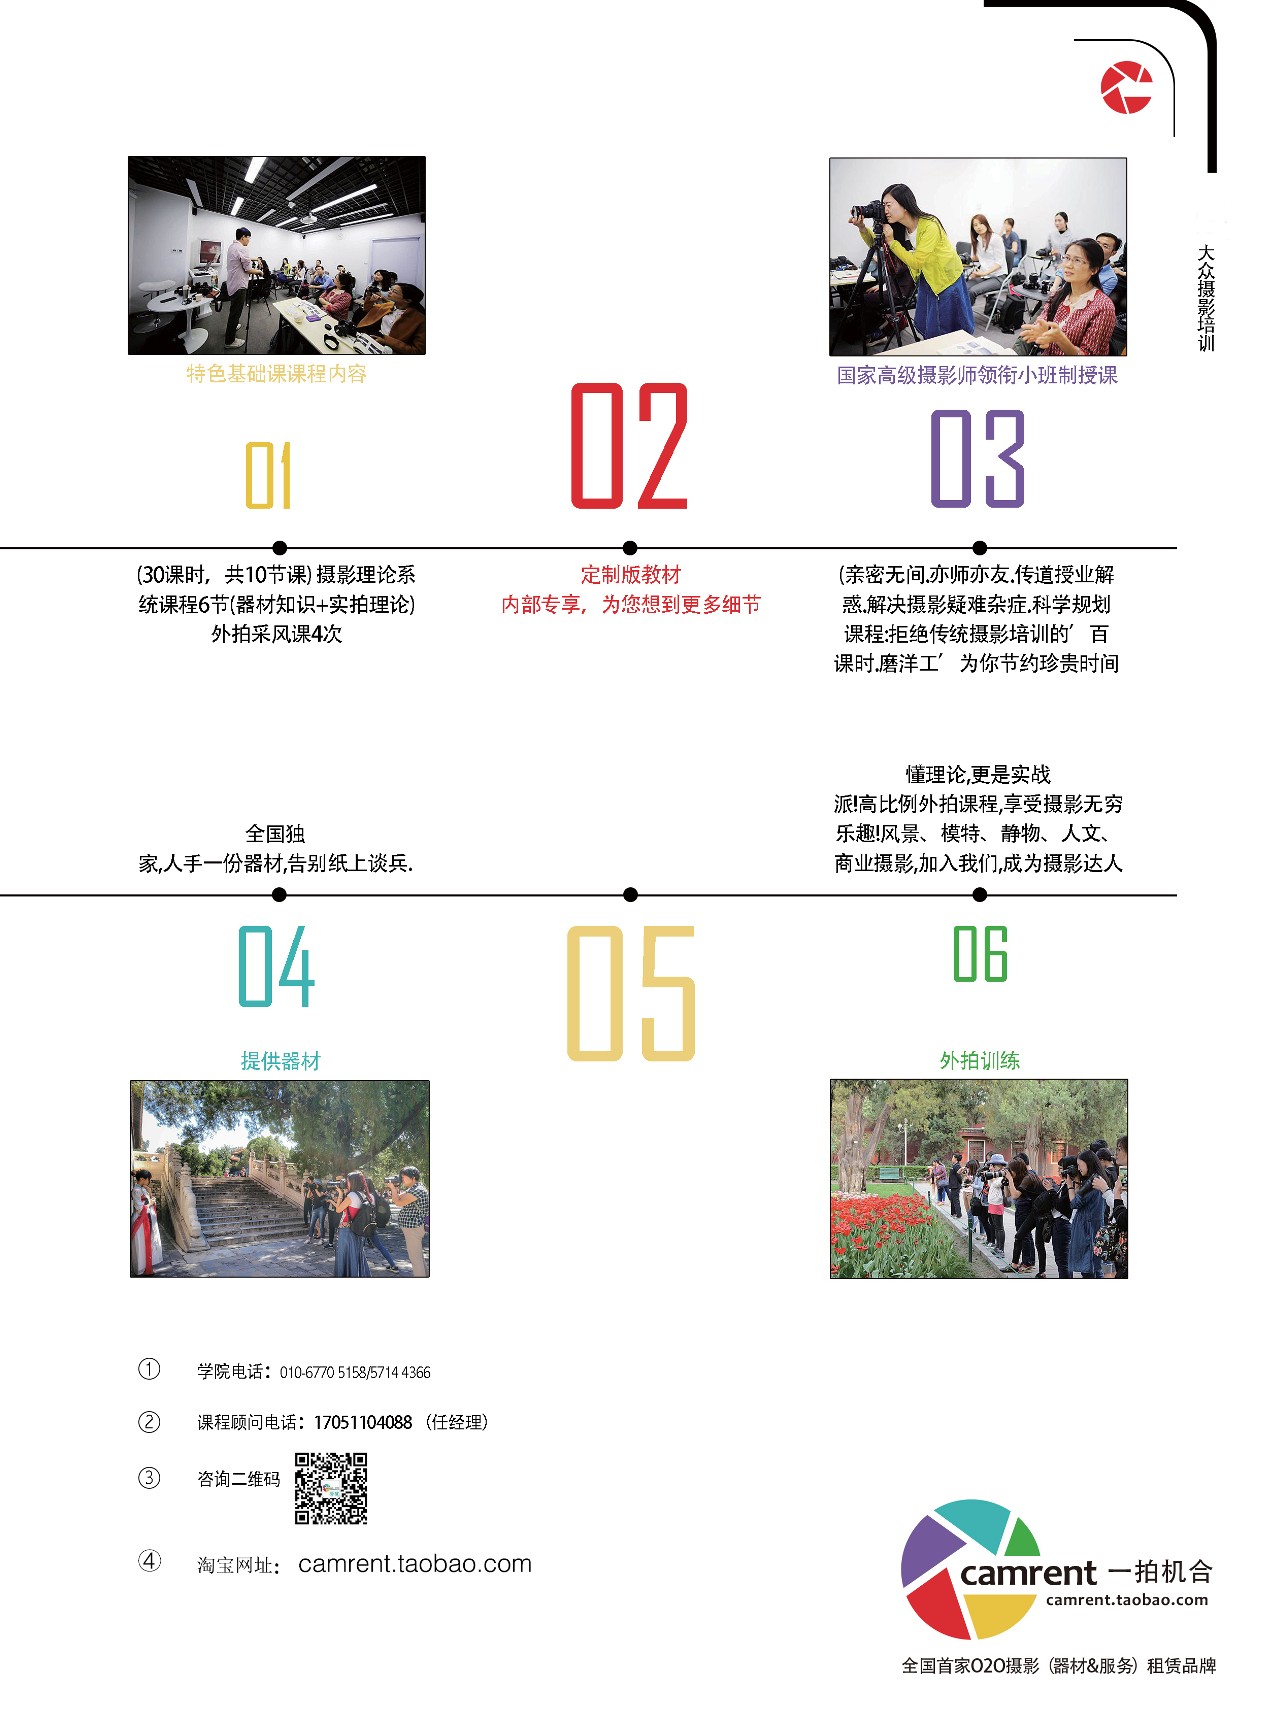 大众摄影培训
特色基础课课程内容
01
(30课时，共10节课) 摄影理论系
统课程6节(器材知识+实拍理论)
外拍采风课4次
02
定制版教材
内部专享，为您想到更多细节
国家高级摄影师领衔小班制授课
03
(亲密无间.亦师亦友.传道授业解
惑.解决摄影疑难杂症.科学规划
课程:拒绝传统摄影培训的′百
课时.磨洋工′为你节约珍贵时间
全国独
家,人手一份器材,告别纸上谈兵.
04
提供器材
05
懂理论,更是实战
派!高比例外拍课程,享受摄影无穷
乐趣!风景、模特、静物、人文、
商业摄影,加入我们,成为摄影达人
06
外拍训练
① 学院电话：010-6770 5158/5714 4366
② 课程顾问电话：17051104088 （任经理）
③ 咨询二维码
④ 淘宝网址： camrent.taobao.com
camrent 一拍机合
camrent.taobao.com
全国首家O2O摄影（器材&服务）租赁品牌